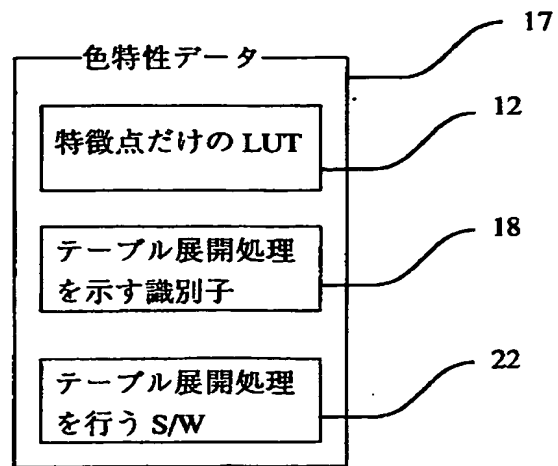 色特性データ
17
特徴点だけの LUT
12
テーブル展開処理
を示す識別子
18
テーブル展開処理
を行う S/W
22